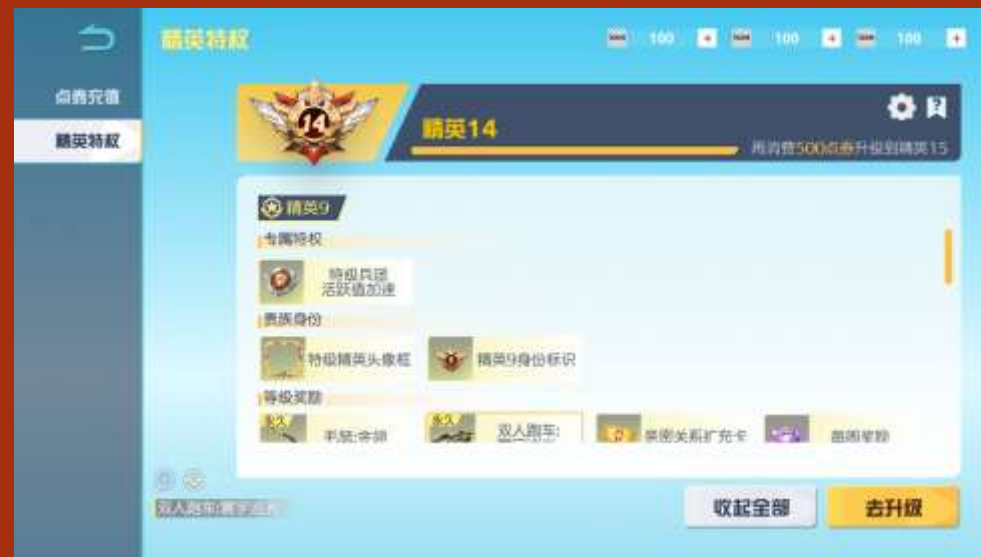 精英特权
100
100
100
点券充值
精英特权
14
精英14
再消费500点券升级到精英15
精英9
专属特权
特级兵团
活跃值加速
贵族身份
特级精英头像框
精英9身份标识
等级奖励
永久
永久
双人跑车:
亲密关系扩充卡
每周奖励
收起全部
去升级